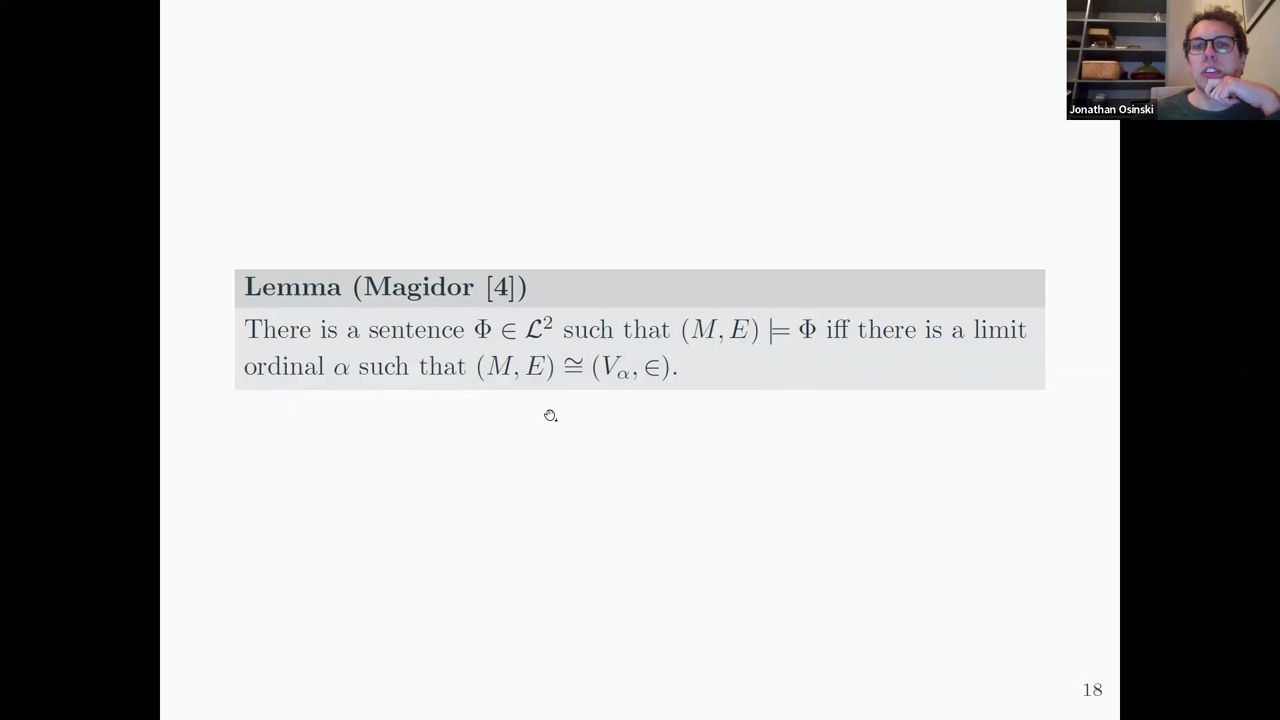 Jonathan Osinski
Lemma (Magidor [4])
There is a sentence Φ ∈ ℒ² such that (M, E) ⊨ Φ iff there is a limit
ordinal α such that (M, E) ≅ (V_α, ∈).
18